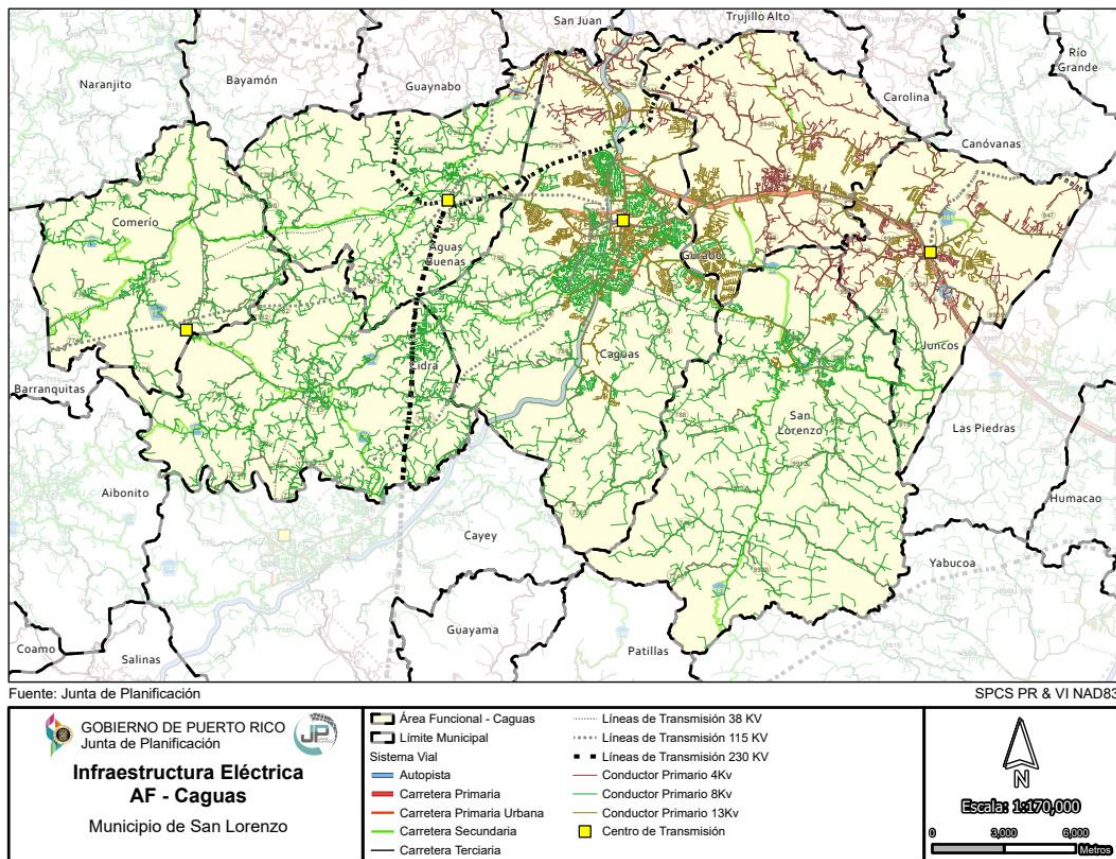 San Juan
Trujillo Alto
Río
Grande
Naranjito
Bayamón
Guaynabo
Carolina
Canóvanas
Comerío
Aguas
Buenas
Gurabo
Caguas
Cidra
Juncos
Barranquitas
San
Lorenzo
Las Piedras
Aibonito
Humacao
Cayey
Yabucoa
Guayama
Patillas
Coamo
Salinas
Fuente: Junta de Planificación
SPCS PR & VI NAD83
GOBIERNO DE PUERTO RICO
Junta de Planificación
JP
Infraestructura Eléctrica
AF - Caguas
Municipio de San Lorenzo
Área Funcional - Caguas
Límite Municipal
Sistema Vial
Autopista
Carretera Primaria
Carretera Primaria Urbana
Carretera Secundaria
Carretera Terciaria
Líneas de Transmisión 38 KV
Líneas de Transmisión 115 KV
Líneas de Transmisión 230 KV
Conductor Primario 4Kv
Conductor Primario 8Kv
Conductor Primario 13Kv
Centro de Transmisión
N
Escala: 1:170,000
0 3,000 6,000
Metros